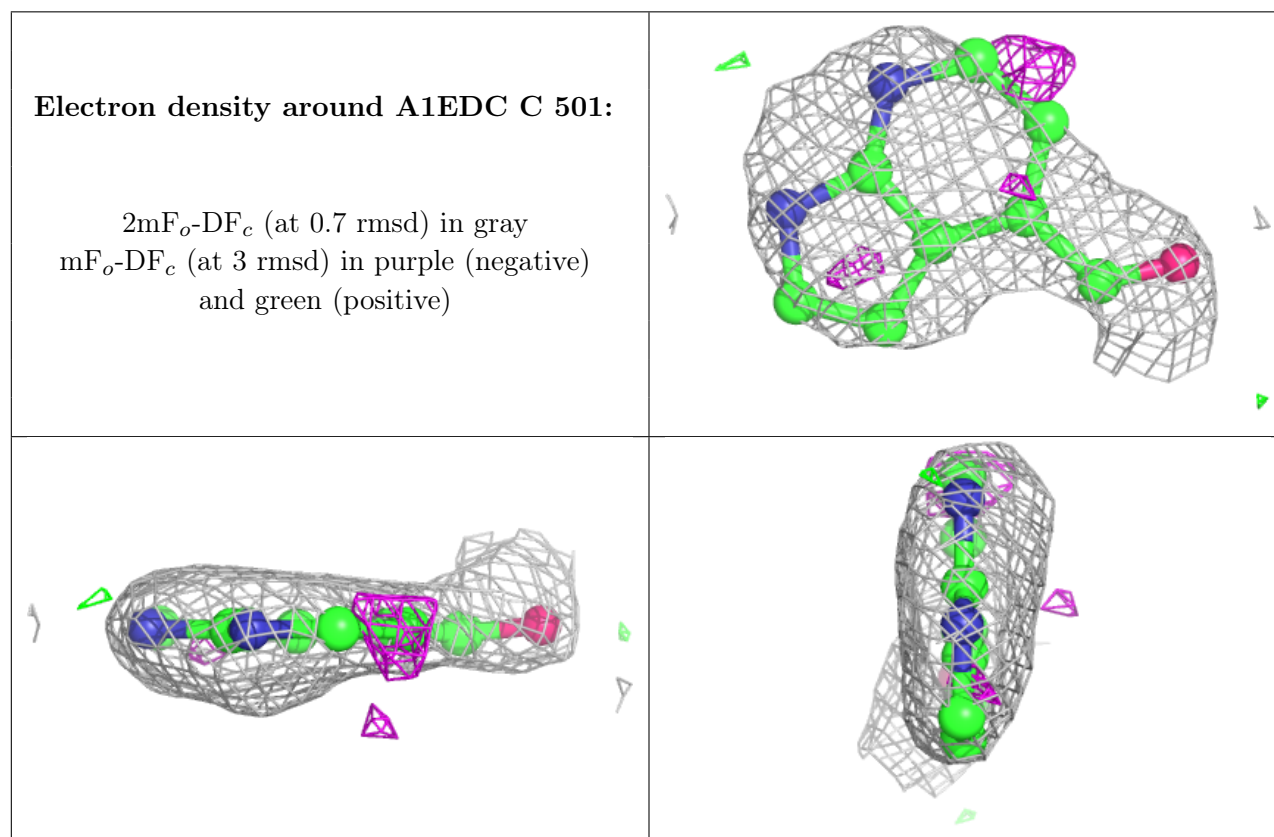 Electron density around A1EDC C 501:
2mFo-DFc (at 0.7 rmsd) in gray
mFo-DFc (at 3 rmsd) in purple (negative)
and green (positive)